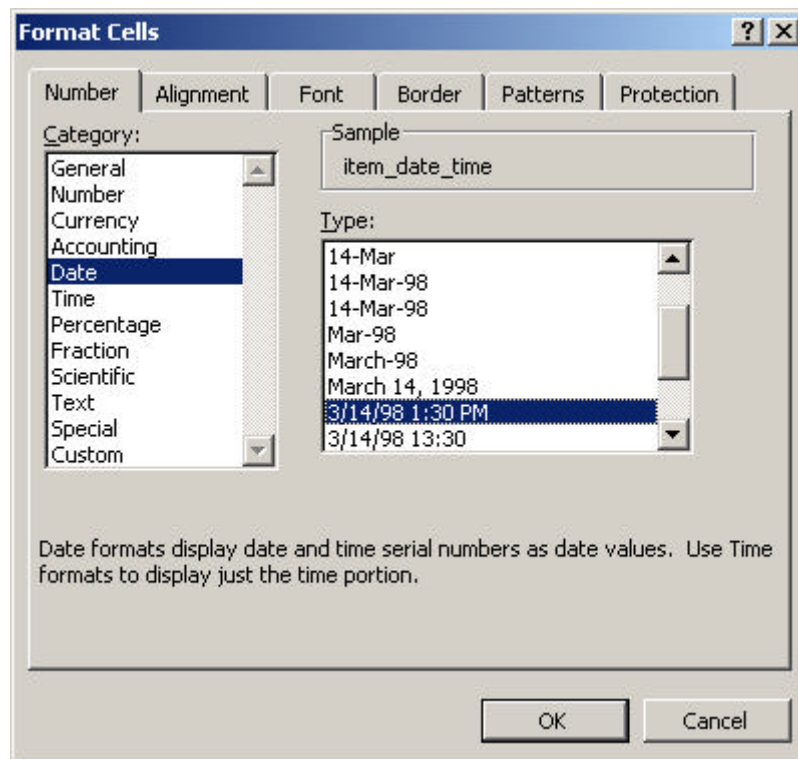 Format Cells
Number Alignment Font Border Patterns Protection
Category:
General
Number
Currency
Accounting
Date
Time
Percentage
Fraction
Scientific
Text
Special
Custom
Sample
item_date_time
Type:
14-Mar
14-Mar-98
14-Mar-98
Mar-98
March-98
March 14, 1998
3/14/98 1:30 PM
3/14/98 13:30
Date formats display date and time serial numbers as date values. Use Time
formats to display just the time portion.
OK Cancel